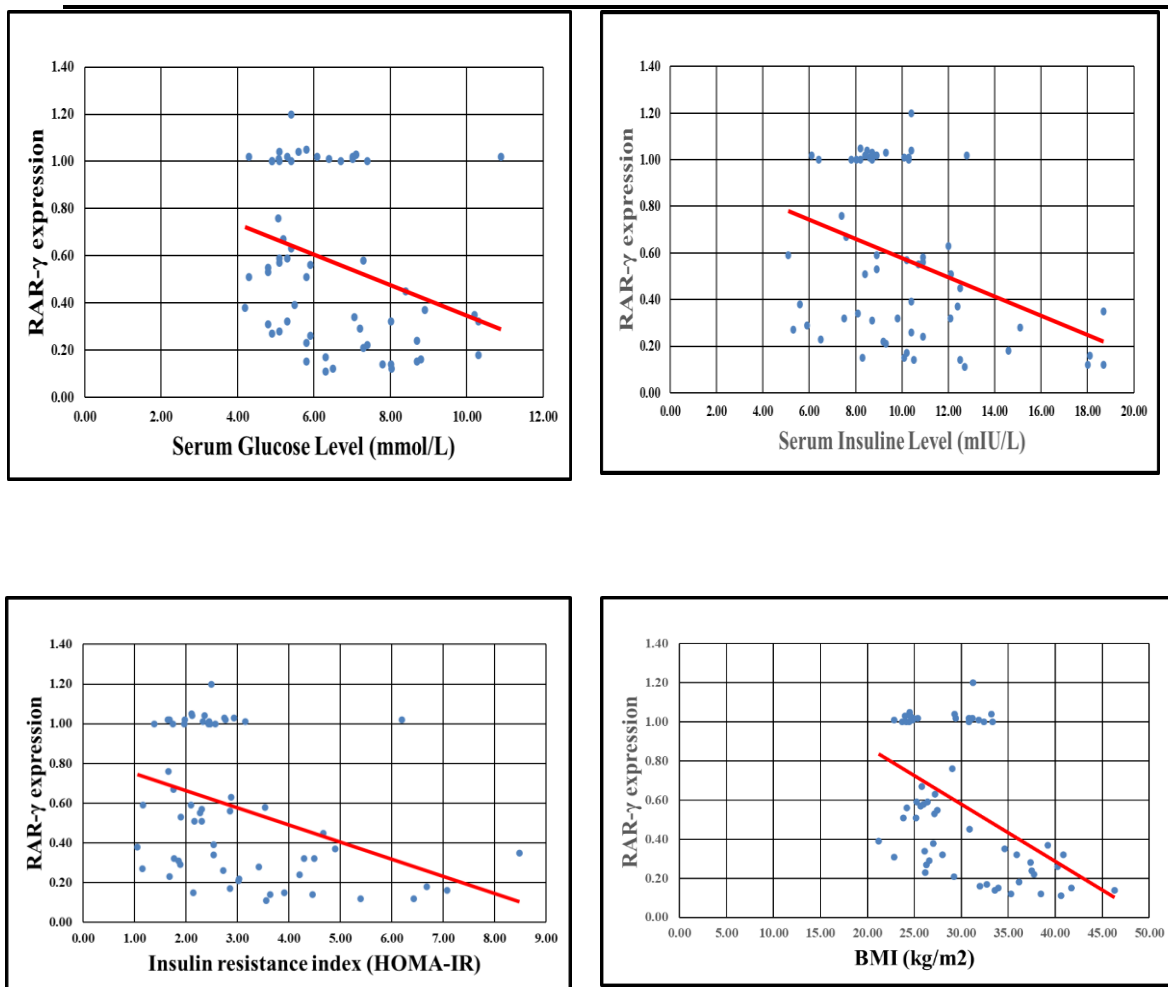 1.40
1.20
1.00
0.80
0.60
0.40
0.20
0.00
RAR-γ expression
0.00 2.00 4.00 6.00 8.00 10.00 12.00
Serum Glucose Level (mmol/L)
1.40
1.20
1.00
0.80
0.60
0.40
0.20
0.00
RAR-γ expression
0.00 2.00 4.00 6.00 8.00 10.00 12.00 14.00 16.00 18.00 20.00
Serum Insuline Level (mIU/L)
1.40
1.20
1.00
0.80
0.60
0.40
0.20
0.00
RAR-γ expression
0.00 1.00 2.00 3.00 4.00 5.00 6.00 7.00 8.00 9.00
Insulin resistance index (HOMA-IR)
1.40
1.20
1.00
0.80
0.60
0.40
0.20
0.00
RAR-γ expression
0.00 5.00 10.00 15.00 20.00 25.00 30.00 35.00 40.00 45.00 50.00
BMI (kg/m2)